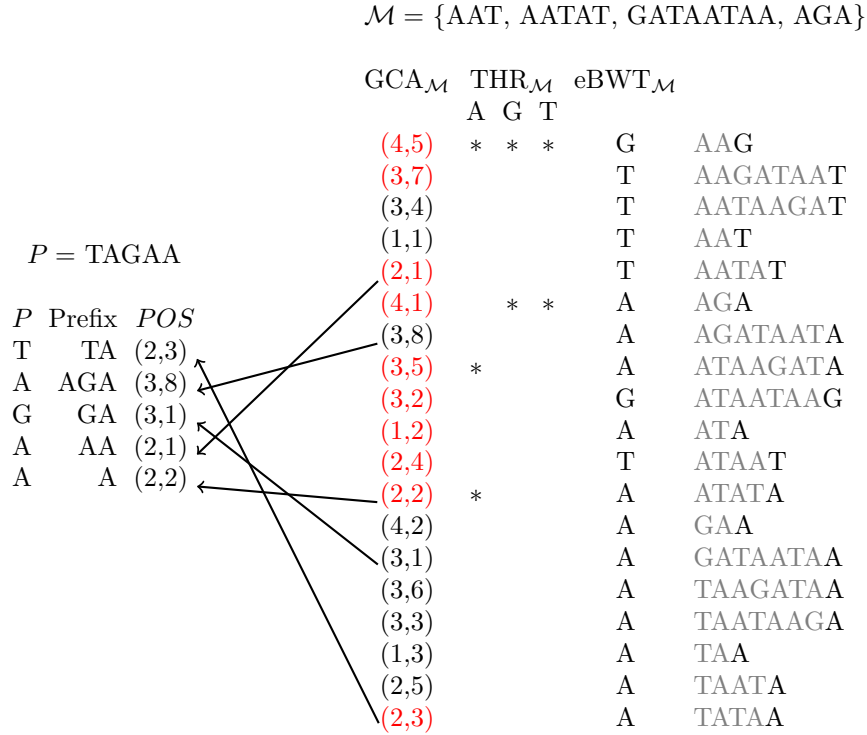 𝓜 = {AAT, AATAT, GATAATAA, AGA}
GCA_𝓜 THR_𝓜 eBWT_𝓜
A G T
(4,5) * * * G AAG
(3,7) T AAGATAAT
(3,4) T AATAAGAT
(1,1) T AAT
(2,1) T AATAT
(4,1) * * A AGA
(3,8) A AGATAATA
(3,5) * A ATAAGATA
(3,2) G ATAATAAG
(1,2) A ATA
(2,4) T ATAAT
(2,2) * A ATATA
(4,2) A GAA
(3,1) A GATAATAA
(3,6) A TAAGATAA
(3,3) A TAATAAGA
(1,3) A TAA
(2,5) A TAATA
(2,3) A TATAA
P = TAGAA
P Prefix POS
T TA (2,3)
A AGA (3,8)
G GA (3,1)
A AA (2,1)
A A (2,2)